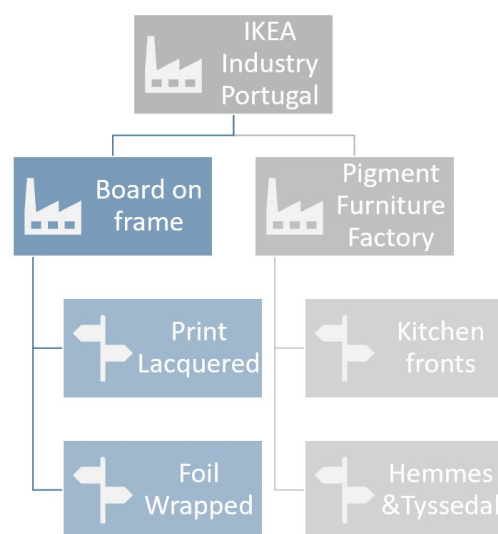 IKEA
Industry
Portugal
Board on
frame
Pigment
Furniture
Factory
Print
Lacquered
Kitchen
fronts
Foil
Wrapped
Hemmes
&Tyssedal